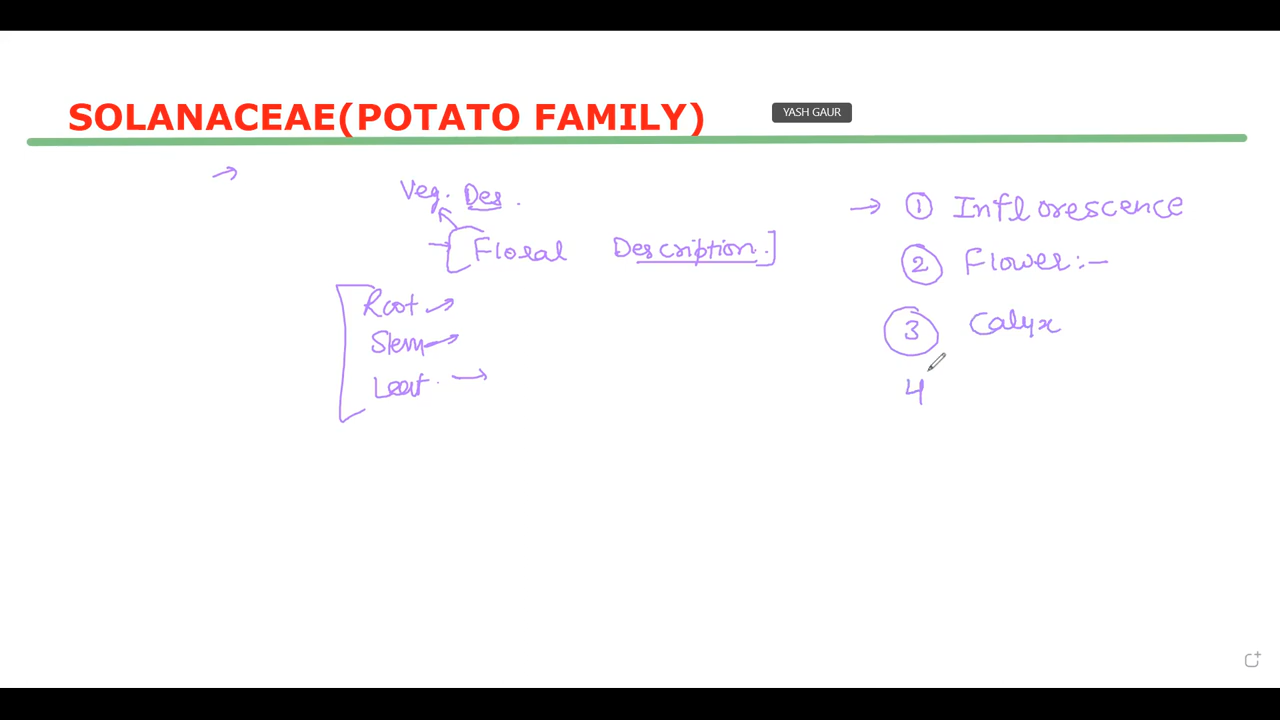 SOLANACEAE(POTATO FAMILY)
YASH GAUR
Veg. Des.
Floral Description.
Root
Stem
Leaf
1 Inflorescence
2 Flower:-
3 Calyx
4